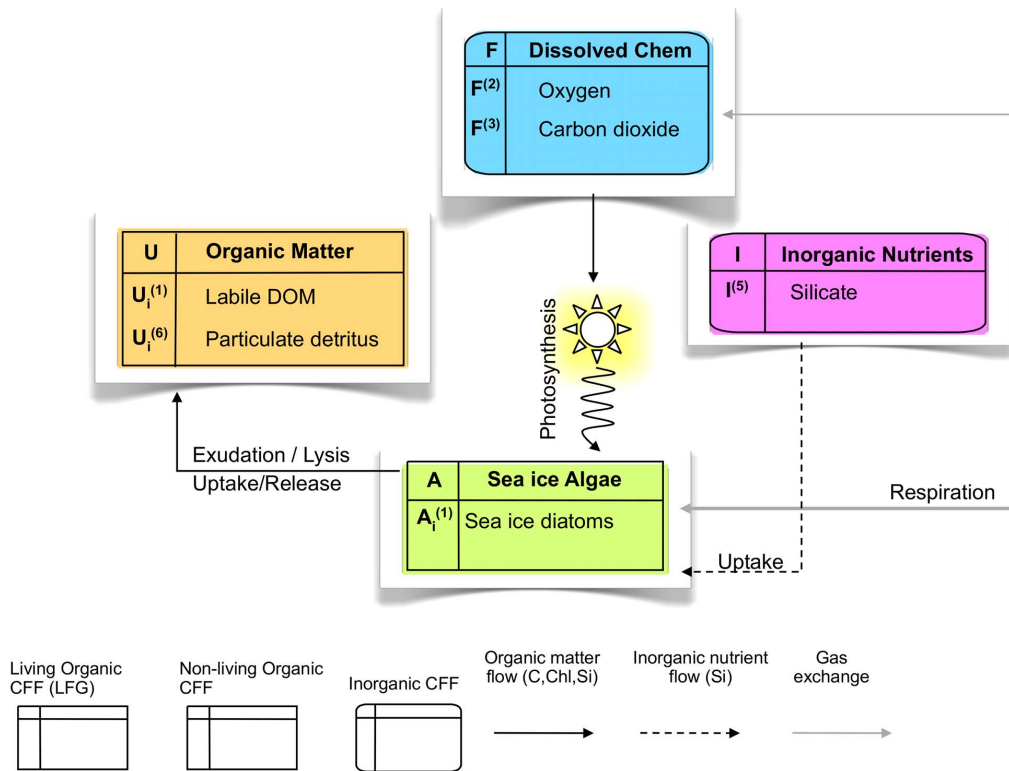 F Dissolved Chem
F(2) Oxygen
F(3) Carbon dioxide
U Organic Matter
Ui(1) Labile DOM
Ui(6) Particulate detritus
I Inorganic Nutrients
I(5) Silicate
Photosynthesis
Exudation / Lysis
Uptake/Release
A Sea ice Algae
Ai(1) Sea ice diatoms
Respiration
Uptake
Living Organic
CFF (LFG)
Non-living Organic
CFF
Inorganic CFF
Organic matter
flow (C,Chl,Si)
Inorganic nutrient
flow (Si)
Gas
exchange